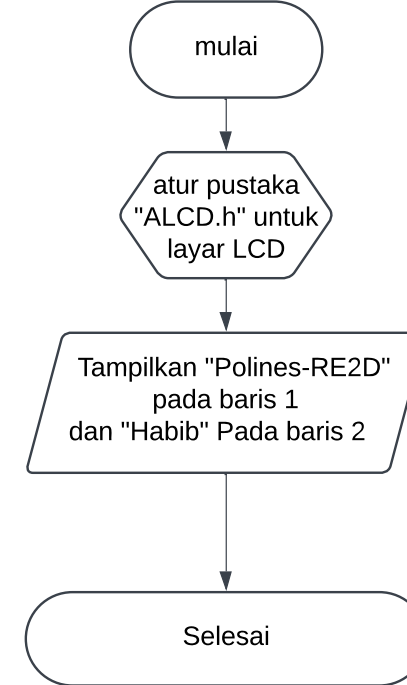 mulai
atur pustaka
"ALCD.h" untuk
layar LCD
Tampilkan "Polines-RE2D"
pada baris 1
dan "Habib" Pada baris 2
Selesai